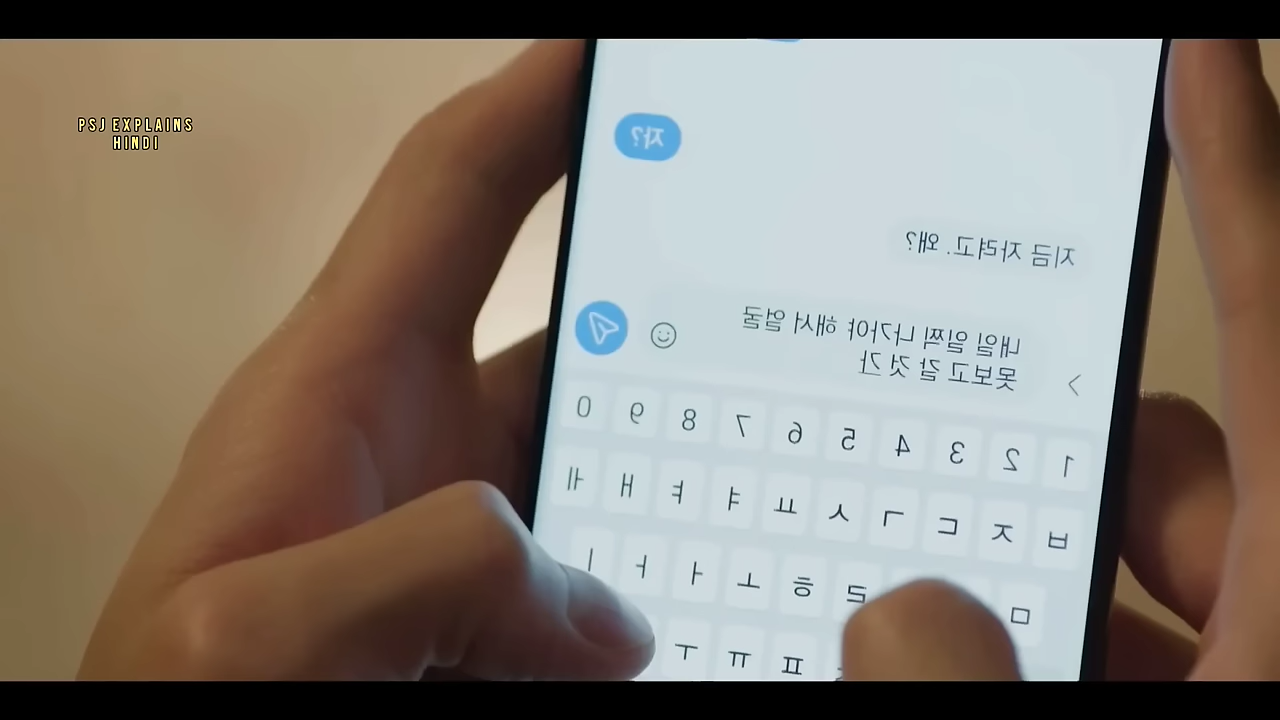 PSJ EXPLAINS
HINDI
자?
지금 자려고. 왜?
내일 일찍 나가야 해서 얼굴
못보고 갈 것 가
1 2 3 4 5 6 7 8 9 0
ㅂ ㅈ ㄷ ㄱ ㅅ ㅛ ㅕ ㅑ ㅐ ㅔ
ㅁ ㄹ ㅎ ㅗ ㅓ ㅏ ㅣ
ㅍ ㅠ ㅜ